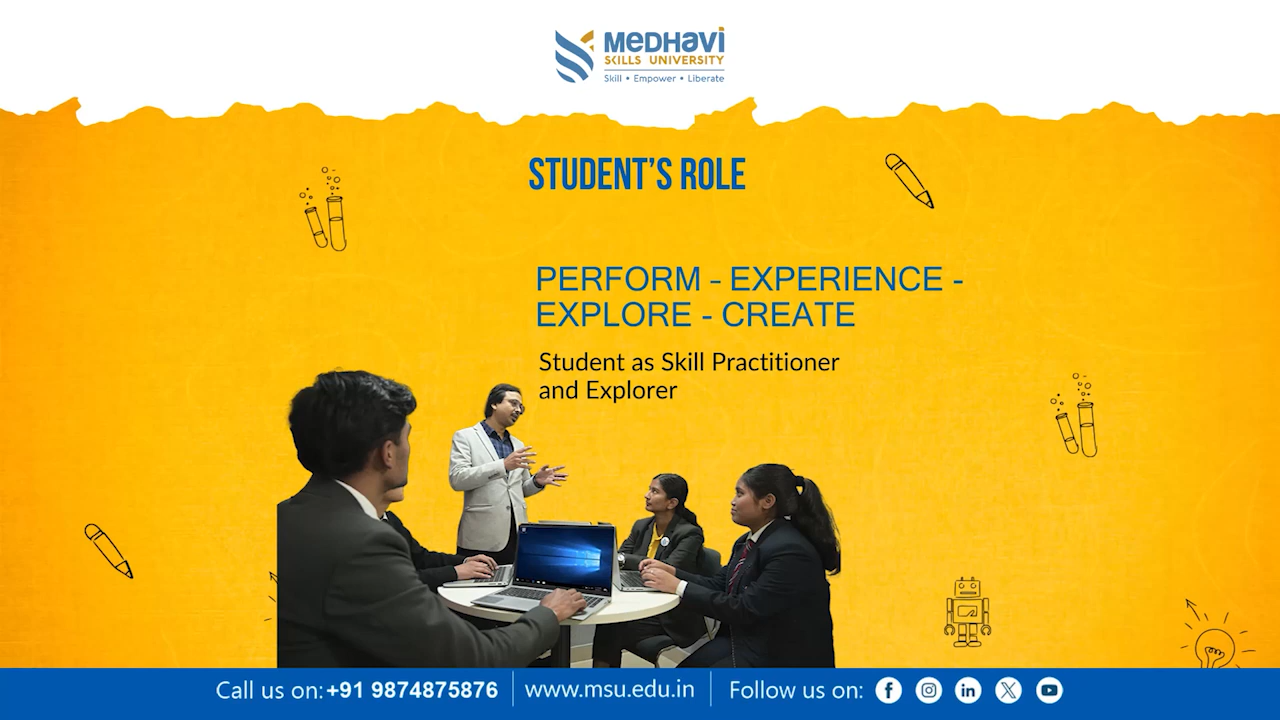 MEDHAVI
SKILLS UNIVERSITY
Skill • Empower • Liberate
STUDENT'S ROLE
PERFORM - EXPERIENCE -
EXPLORE - CREATE
Student as Skill Practitioner
and Explorer
Call us on: +91 9874875876 www.msu.edu.in Follow us on: